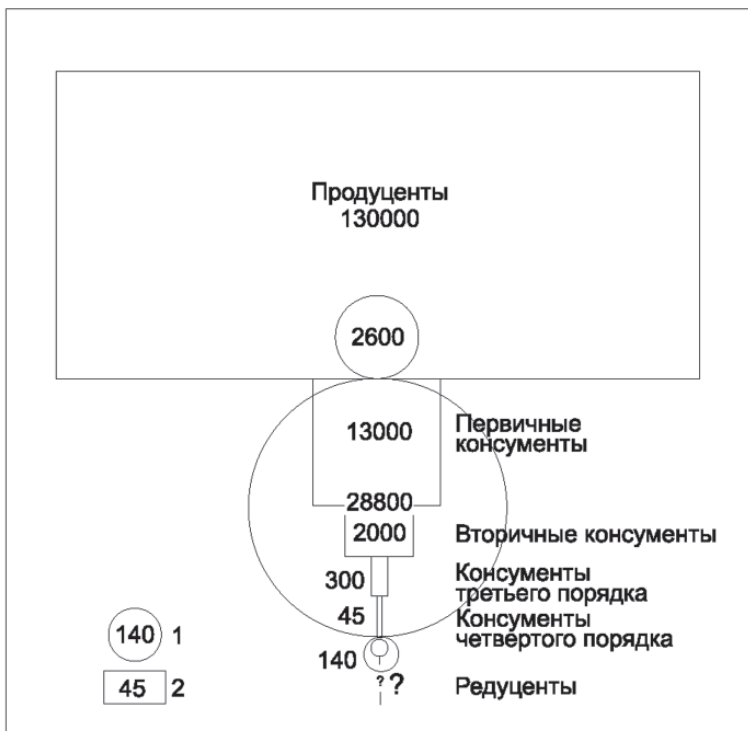 Продуценты
130000
2600
13000
Первичные
консументы
28800
2000
Вторичные консументы
300
Консументы
третьего порядка
45
Консументы
четвёртого порядка
140 1
140
? ?
45 2
Редуценты